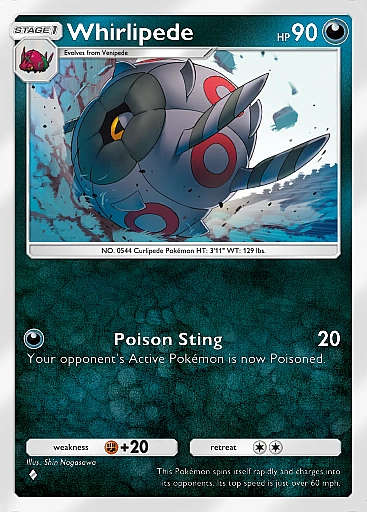 STAGE 1
Whirlipede
HP 90
Evolves from Venipede
NO. 0544 Curlipede Pokémon HT: 3'11" WT: 129 lbs.
Poison Sting 20
Your opponent's Active Pokémon is now Poisoned.
weakness +20 retreat
Illus. Shin Nagasawa
This Pokémon spins itself rapidly and charges into
its opponents. Its top speed is just over 60 mph.